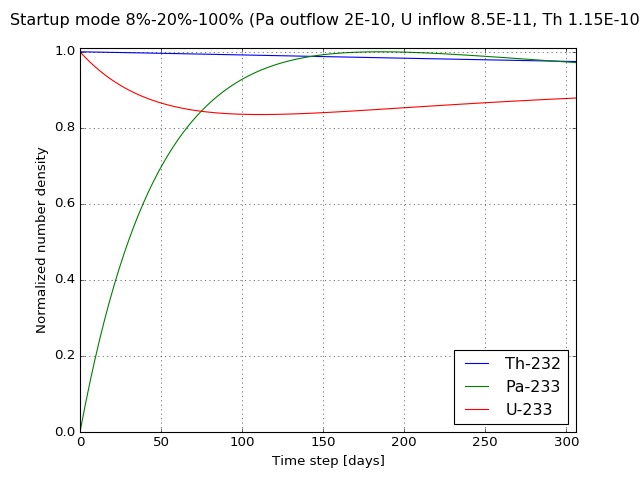 Startup mode 8%-20%-100% (Pa outflow 2E-10, U inflow 8.5E-11, Th 1.15E-10
1.0
0.8
0.6
0.4
0.2
0.0
Normalized number density
0 50 100 150 200 250 300
Time step [days]
Th-232
Pa-233
U-233